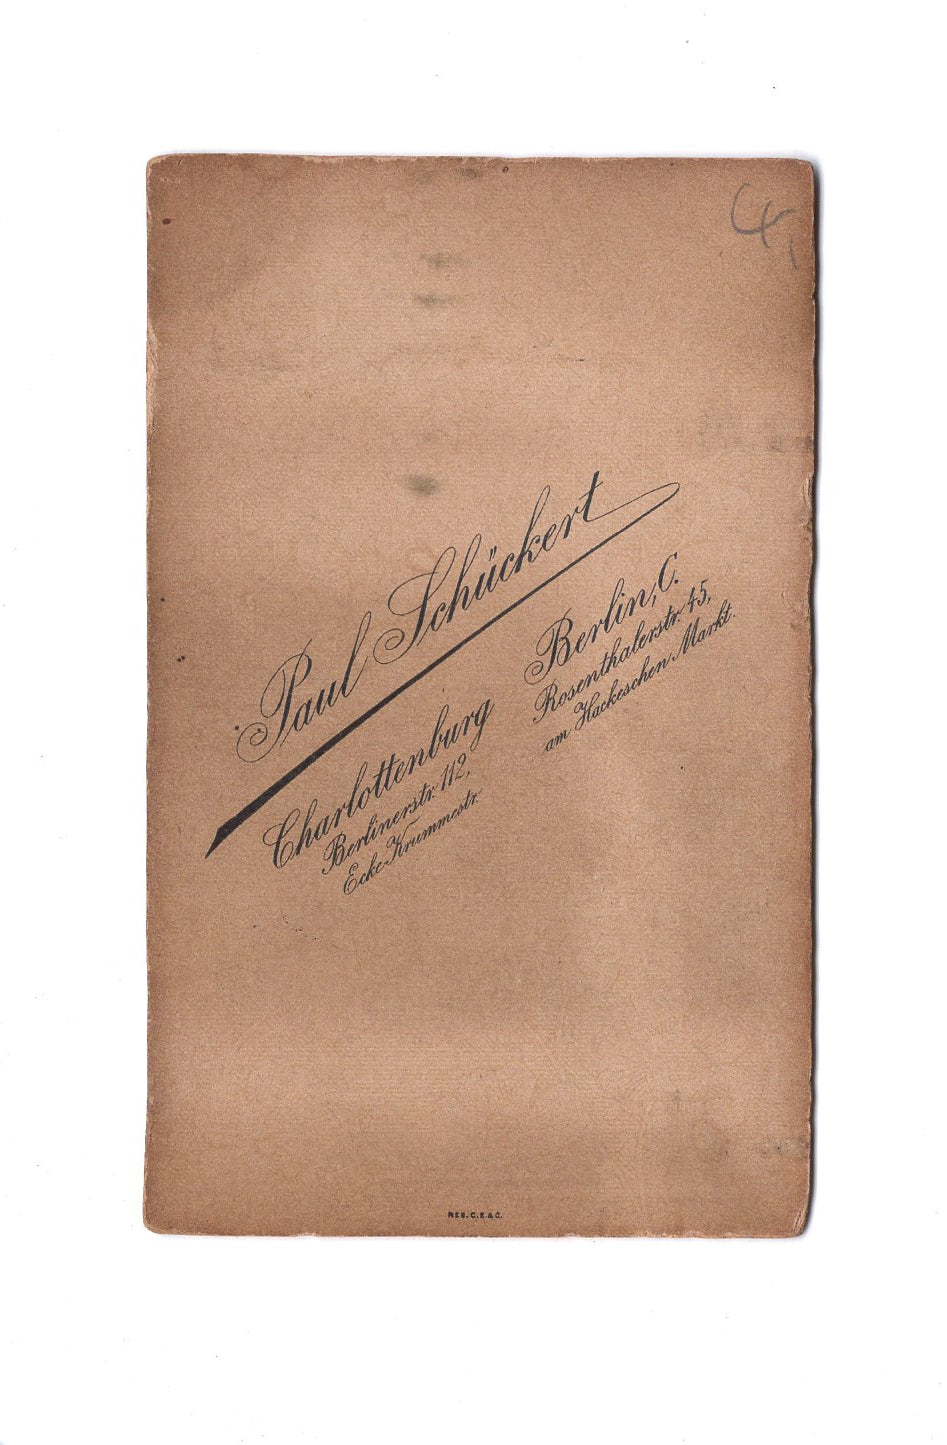 4,
Paul Schückert
Charlottenburg
Berlinerstr. 112,
Ecke Krummestr.
Berlin, C.
Rosenthalerstr. 45,
am Hackeschen Markt.